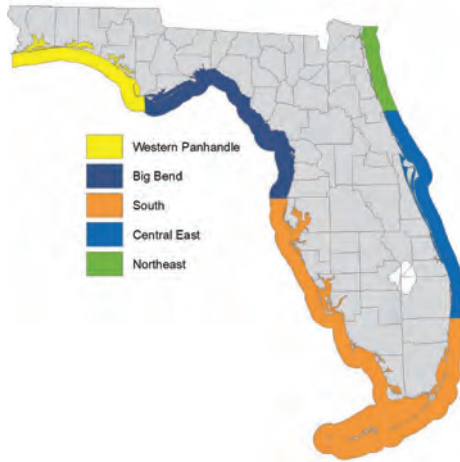 Western Panhandle
Big Bend
South
Central East
Northeast